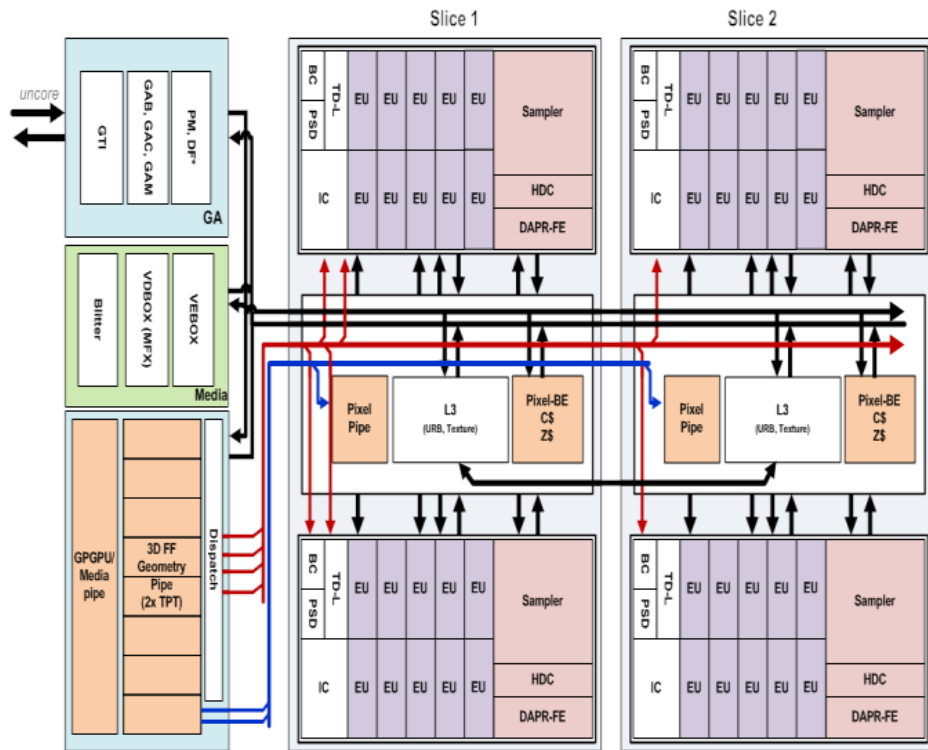 Slice 1
Slice 2
uncore
GTI
GAB, GAC, GAM
PM, DF*
GA
Blitter
VDBOX (MFX)
VEBOX
Media
GPGPU/
Media
pipe
3D FF
Geometry
Pipe
(2x TPT)
Dispatch
BC
PSD
TD-L
IC
EU EU EU EU EU
EU EU EU EU EU
Sampler
HDC
DAPR-FE
Pixel
Pipe
L3
(URB, Texture)
Pixel-BE
C$
Z$
BC
PSD
TD-L
IC
EU EU EU EU EU
EU EU EU EU EU
Sampler
HDC
DAPR-FE
BC
PSD
TD-L
IC
EU EU EU EU EU
EU EU EU EU EU
Sampler
HDC
DAPR-FE
Pixel
Pipe
L3
(URB, Texture)
Pixel-BE
C$
Z$
BC
PSD
TD-L
IC
EU EU EU EU EU
EU EU EU EU EU
Sampler
HDC
DAPR-FE